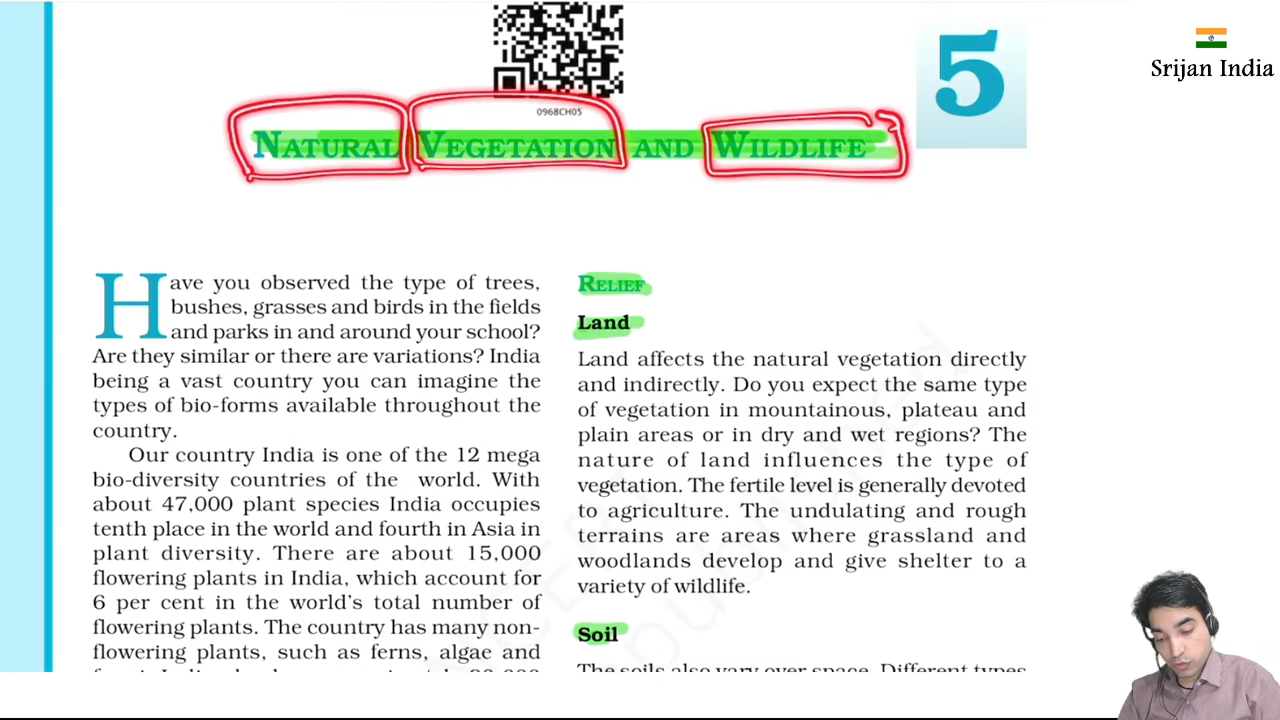 5
Srijan India
0968CH05
NATURAL VEGETATION AND WILDLIFE
Have you observed the type of trees,
bushes, grasses and birds in the fields
and parks in and around your school?
Are they similar or there are variations? India
being a vast country you can imagine the
types of bio-forms available throughout the
country.
Our country India is one of the 12 mega
bio-diversity countries of the world. With
about 47,000 plant species India occupies
tenth place in the world and fourth in Asia in
plant diversity. There are about 15,000
flowering plants in India, which account for
6 per cent in the world's total number of
flowering plants. The country has many non-
flowering plants, such as ferns, algae and
RELIEF
Land
Land affects the natural vegetation directly
and indirectly. Do you expect the same type
of vegetation in mountainous, plateau and
plain areas or in dry and wet regions? The
nature of land influences the type of
vegetation. The fertile level is generally devoted
to agriculture. The undulating and rough
terrains are areas where grassland and
woodlands develop and give shelter to a
variety of wildlife.
Soil
The soils also vary over space. Different types